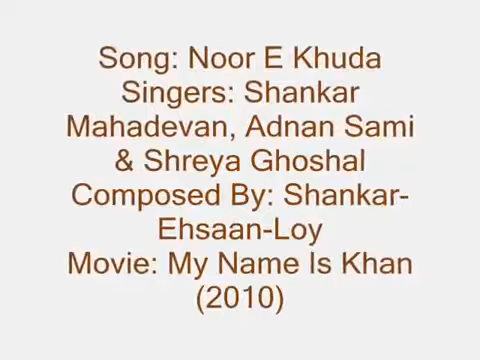 Song: Noor E Khuda
Singers: Shankar
Mahadevan, Adnan Sami
& Shreya Ghoshal
Composed By: Shankar-
Ehsaan-Loy
Movie: My Name Is Khan
(2010)